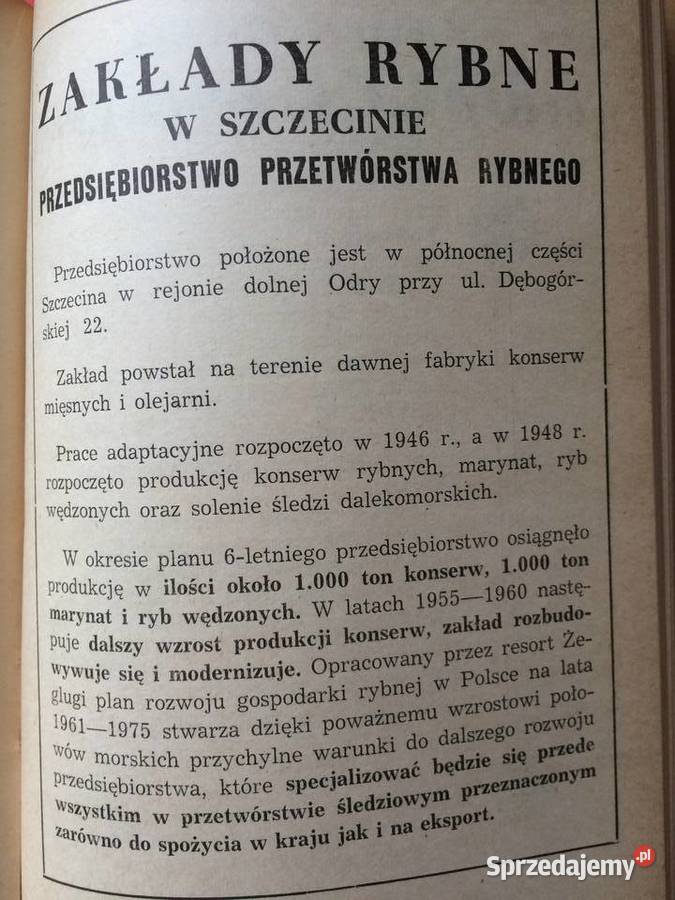 ZAKŁADY RYBNE
W SZCZECINIE
PRZEDSIĘBIORSTWO PRZETWÓRSTWA RYBNEGO
Przedsiębiorstwo położone jest w północnej części
Szczecina w rejonie dolnej Odry przy ul. Dębogór-
skiej 22.
Zakład powstał na terenie dawnej fabryki konserw
mięsnych i olejarni.
Prace adaptacyjne rozpoczęto w 1946 r., a w 1948 r.
rozpoczęto produkcję konserw rybnych, marynat, ryb
wędzonych oraz solenie śledzi dalekomorskich.
W okresie planu 6-letniego przedsiębiorstwo osiągnęło
produkcję w ilości około 1.000 ton konserw, 1.000 ton
marynat i ryb wędzonych. W latach 1955—1960 nastę-
puje dalszy wzrost produkcji konserw, zakład rozbudo-
wywuje się i modernizuje. Opracowany przez resort Że-
glugi plan rozwoju gospodarki rybnej w Polsce na lata
1961—1975 stwarza dzięki poważnemu wzrostowi poło-
wów morskich przychylne warunki do dalszego rozwoju
przedsiębiorstwa, które specjalizować będzie się przede
wszystkim w przetwórstwie śledziowym przeznaczonym
zarówno do spożycia w kraju jak i na eksport.
Sprzedajemy.pl